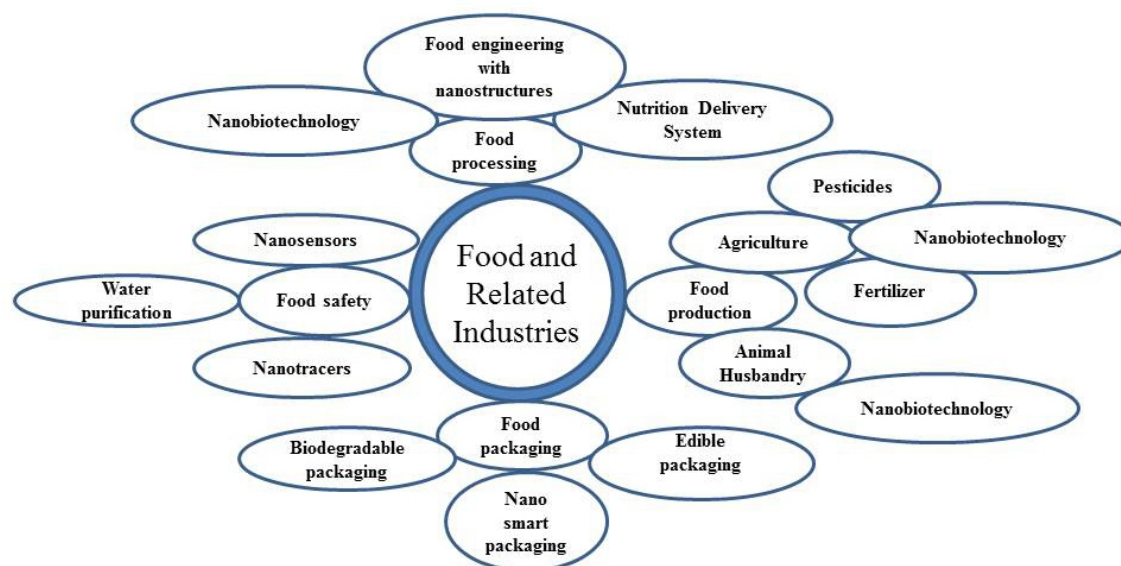 Food engineering
with
nanostructures
Nanobiotechnology
Nutrition Delivery
System
Food
processing
Pesticides
Nanosensors
Agriculture
Nanobiotechnology
Food and
Related
Industries
Water
purification
Food safety
Food
production
Fertilizer
Nanotracers
Animal
Husbandry
Nanobiotechnology
Food
packaging
Biodegradable
packaging
Edible
packaging
Nano
smart
packaging